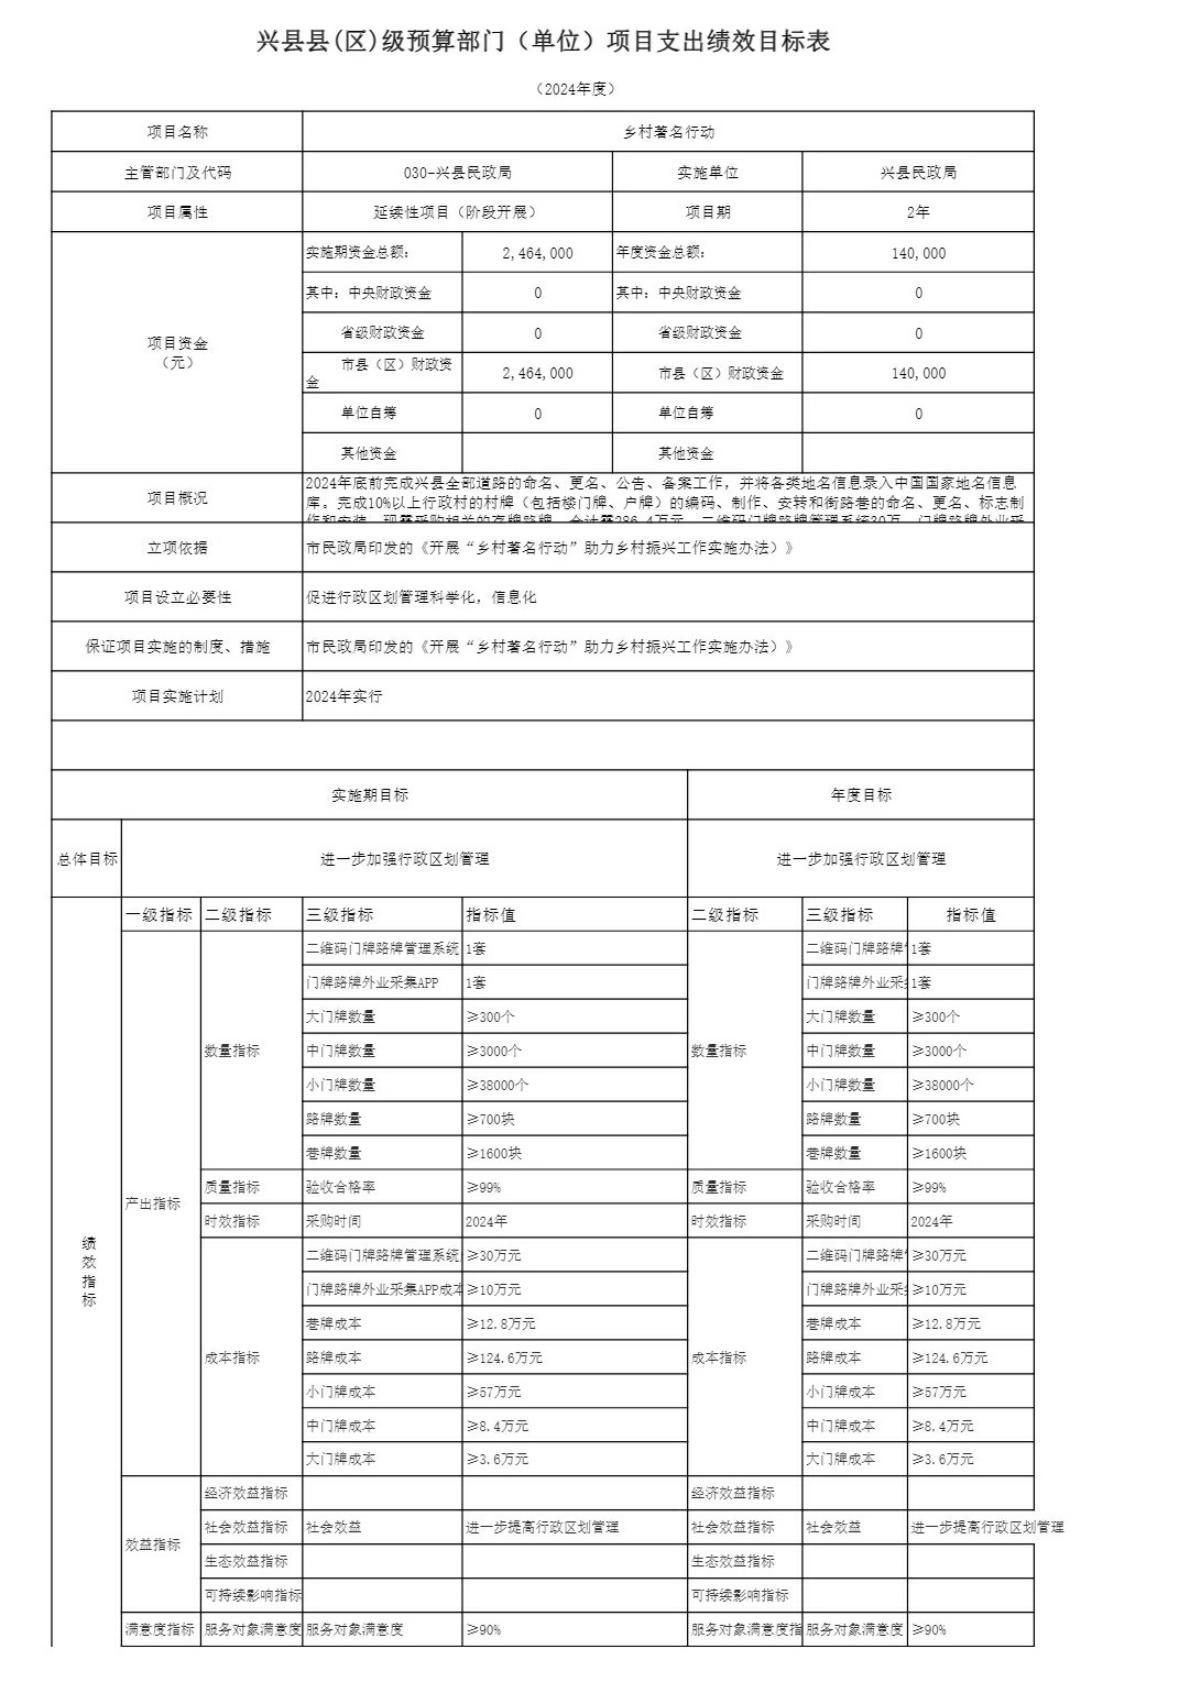 兴县县(区)级预算部门（单位）项目支出绩效目标表
（2024年度）
项目名称 乡村著名行动
主管部门及代码 030-兴县民政局 实施单位 兴县民政局
项目属性 延续性项目（阶段开展） 项目期 2年
项目资金
（元）
实施期资金总额： 2,464,000 年度资金总额： 140,000
其中：中央财政资金 0 其中：中央财政资金 0
省级财政资金 0 省级财政资金 0
市县（区）财政资金 2,464,000 市县（区）财政资金 140,000
单位自筹 0 单位自筹 0
其他资金 其他资金
项目概况
2024年底前完成兴县全部道路的命名、更名、公告、备案工作，并将各类地名信息录入中国国家地名信息
库。完成10%以上行政村的村牌（包括楼门牌、户牌）的编码、制作、安转和街路巷的命名、更名、标志制
立项依据 市民政局印发的《开展“乡村著名行动”助力乡村振兴工作实施办法）》
项目设立必要性 促进行政区划管理科学化，信息化
保证项目实施的制度、措施 市民政局印发的《开展“乡村著名行动”助力乡村振兴工作实施办法）》
项目实施计划 2024年实行
实施期目标 年度目标
总体目标 进一步加强行政区划管理 进一步加强行政区划管理
一级指标 二级指标 三级指标 指标值 二级指标 三级指标 指标值
绩效指标
产出指标
数量指标 数量指标
二维码门牌路牌管理系统 1套 二维码门牌路牌 1套
门牌路牌外业采集APP 1套 门牌路牌外业采 1套
大门牌数量 ≥300个 大门牌数量 ≥300个
中门牌数量 ≥3000个 中门牌数量 ≥3000个
小门牌数量 ≥38000个 小门牌数量 ≥38000个
路牌数量 ≥700块 路牌数量 ≥700块
巷牌数量 ≥1600块 巷牌数量 ≥1600块
质量指标 验收合格率 ≥99% 质量指标 验收合格率 ≥99%
时效指标 采购时间 2024年 时效指标 采购时间 2024年
成本指标 成本指标
二维码门牌路牌管理系统 ≥30万元 二维码门牌路牌 ≥30万元
门牌路牌外业采集APP成本 ≥10万元 门牌路牌外业采 ≥10万元
巷牌成本 ≥12.8万元 巷牌成本 ≥12.8万元
路牌成本 ≥124.6万元 路牌成本 ≥124.6万元
小门牌成本 ≥57万元 小门牌成本 ≥57万元
中门牌成本 ≥8.4万元 中门牌成本 ≥8.4万元
大门牌成本 ≥3.6万元 大门牌成本 ≥3.6万元
效益指标
经济效益指标 经济效益指标
社会效益指标 社会效益 进一步提高行政区划管理 社会效益指标 社会效益 进一步提高行政区划管理
生态效益指标 生态效益指标
可持续影响指标 可持续影响指标
满意度指标 服务对象满意度 服务对象满意度 ≥90% 服务对象满意度指 服务对象满意度 ≥90%